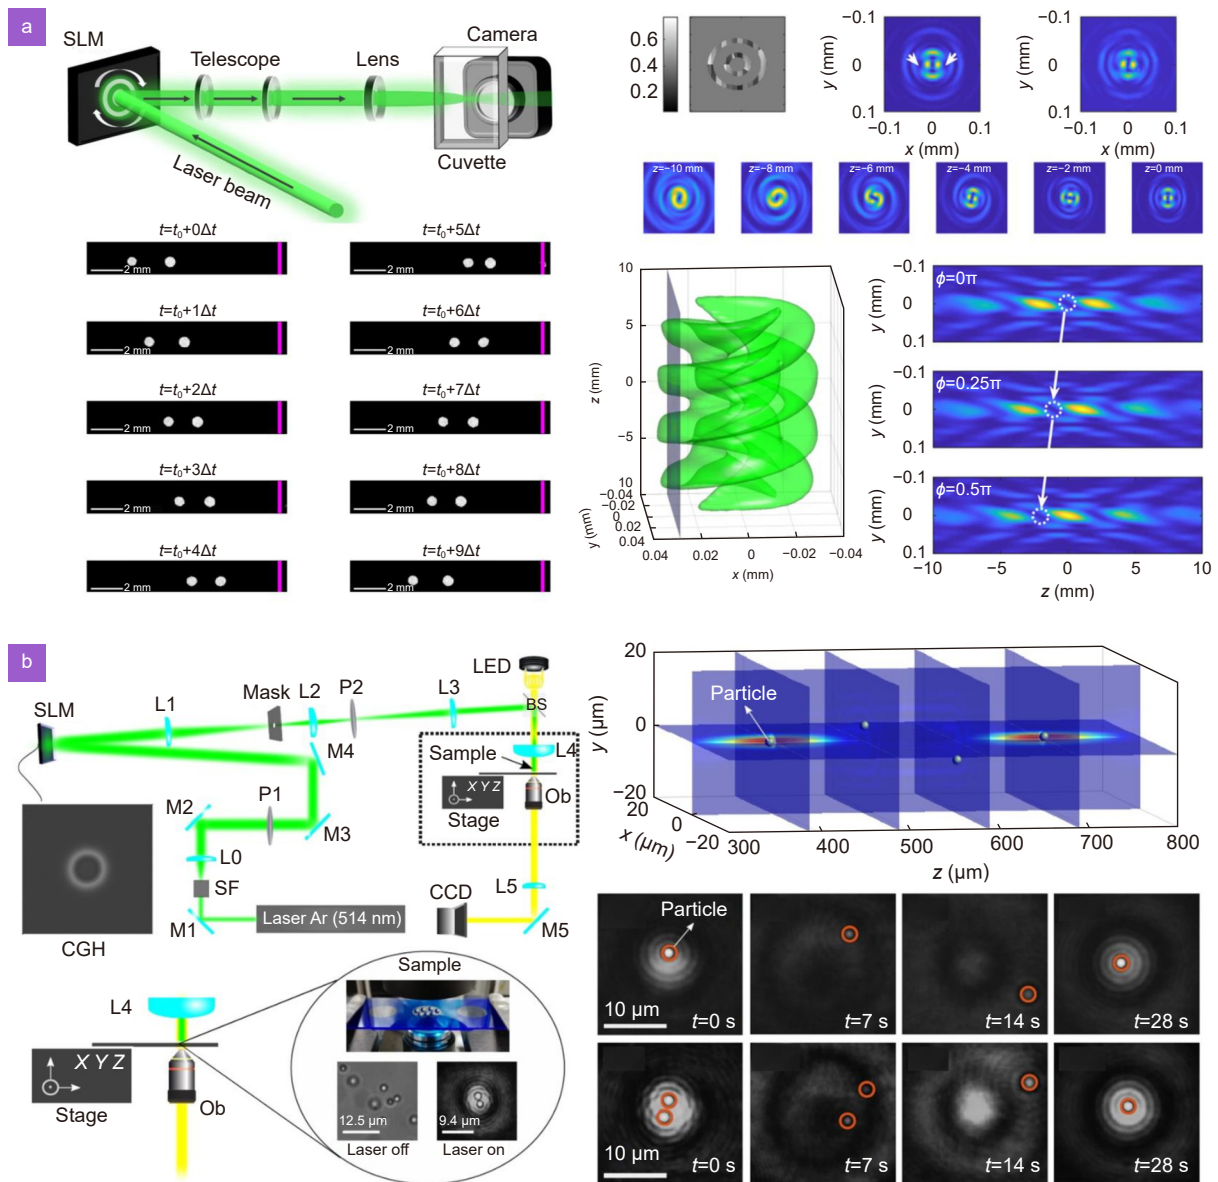 a
SLM
Telescope
Lens
Camera
Cuvette
Laser beam
t=t₀+0Δt
2 mm
t=t₀+5Δt
2 mm
t=t₀+1Δt
2 mm
t=t₀+6Δt
2 mm
t=t₀+2Δt
2 mm
t=t₀+7Δt
2 mm
t=t₀+3Δt
2 mm
t=t₀+8Δt
2 mm
t=t₀+4Δt
2 mm
t=t₀+9Δt
2 mm
0.6
0.4
0.2
−0.1
0
0.1
y (mm)
−0.1 0 0.1
x (mm)
−0.1
0
0.1
y (mm)
−0.1 0 0.1
x (mm)
z=−10 mm
z=−8 mm
z=−6 mm
z=−4 mm
z=−2 mm
z=0 mm
10
5
0
−5
10
z (mm)
−0.04
−0.02
0
0.02
0.04
y (mm)
0.04 0.02 0 −0.02 −0.04
x (mm)
−0.1
0
0.1
y (mm)
ϕ=0π
−0.1
0
0.1
y (mm)
ϕ=0.25π
−0.1
0
0.1
y (mm)
ϕ=0.5π
−10 −5 0 5 10
z (mm)
b
SLM
L1
Mask
L2
P2
L3
LED
BS
M4
Sample
L4
X Y Z
Stage
Ob
M2
P1
M3
L0
SF
M1
Laser Ar (514 nm)
CCD
L5
M5
CGH
L4
X Y Z
Stage
Ob
Sample
12.5 μm
Laser off
9.4 μm
Laser on
20
0
−20
y (μm)
20
0
−20
x (μm)
Particle
300 400 500 600 700 800
z (μm)
Particle
10 μm
t=0 s
t=7 s
t=14 s
t=28 s
10 μm
t=0 s
t=7 s
t=14 s
t=28 s